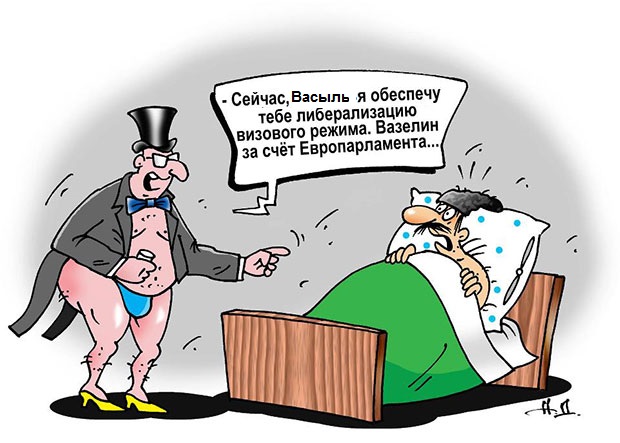 - Сейчас, Васыль я обеспечу
тебе либерализацию
визового режима. Вазелин
за счёт Европарламента...